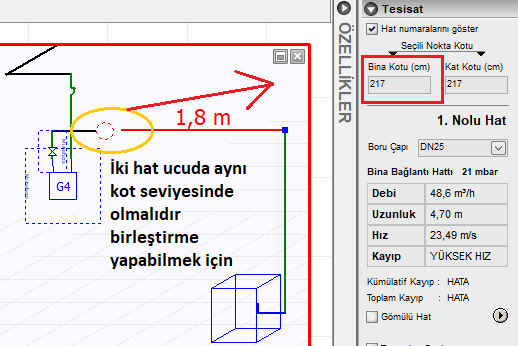 Tesisat
Hat numaralarını göster
Seçili Nokta Kotu
Bina Kotu (cm)
Kat Kotu (cm)
217
217
1. Nolu Hat
Boru Çapı
DN25
Bina Bağlantı Hattı 21 mbar
Debi 48,6 m³/h
Uzunluk 4,70 m
Hız 23,49 m/s
Kayıp YÜKSEK HIZ
Kümülatif Kayıp : HATA
Toplam Kayıp : HATA
Gömülü Hat
ÖZELLİKLER
1,8 m
G4
İki hat ucuda aynı
kot seviyesinde
olmalıdır
birleştirme
yapabilmek için